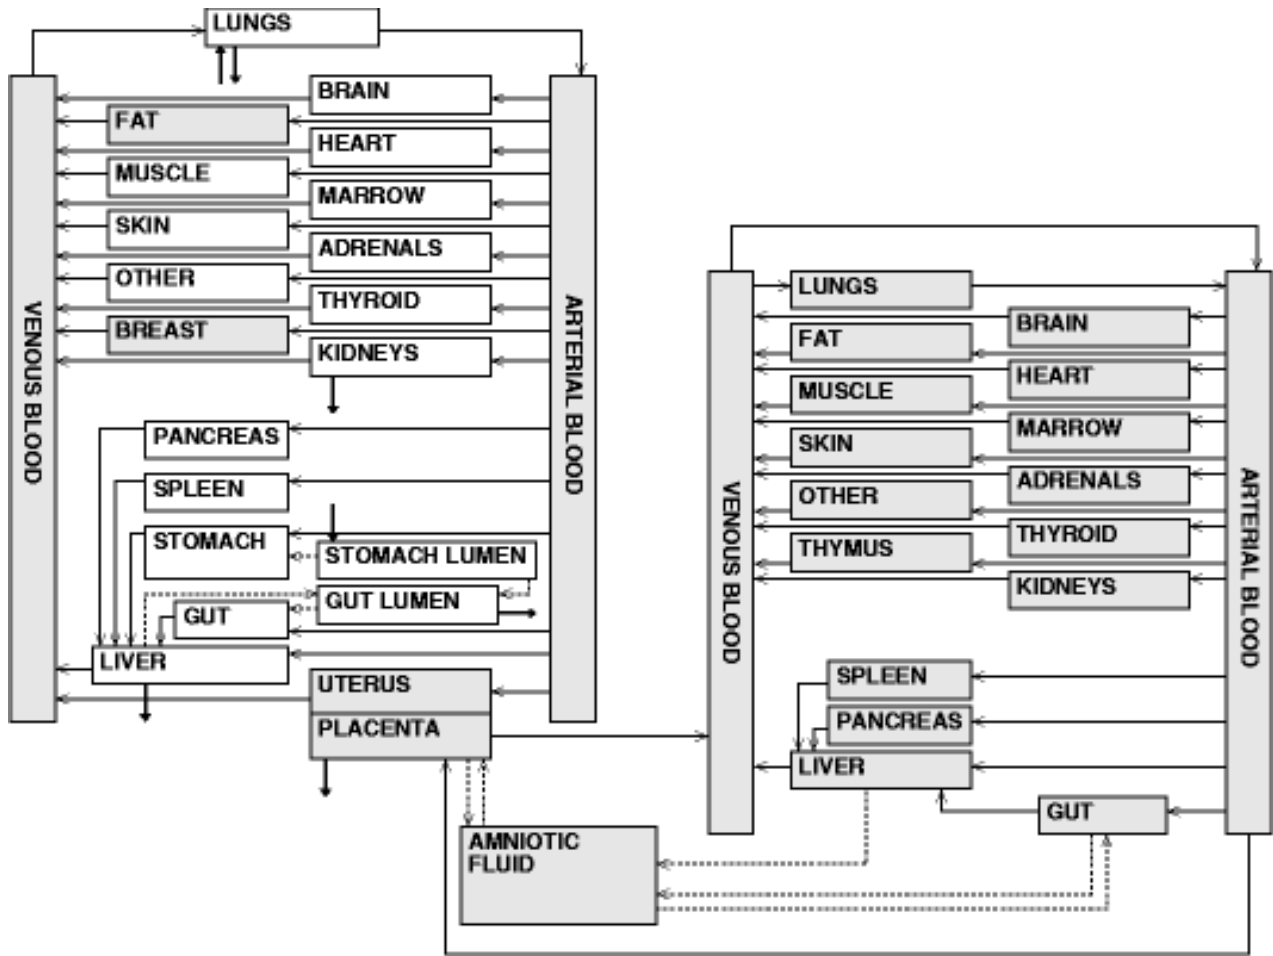 LUNGS
BRAIN
FAT
HEART
MUSCLE
MARROW
SKIN
ADRENALS
OTHER
THYROID
BREAST
KIDNEYS
VENOUS BLOOD
ARTERIAL BLOOD
PANCREAS
SPLEEN
STOMACH
STOMACH LUMEN
GUT LUMEN
GUT
LIVER
UTERUS
PLACENTA
AMNIOTIC
FLUID
LUNGS
BRAIN
FAT
HEART
MUSCLE
MARROW
SKIN
ADRENALS
OTHER
THYROID
THYMUS
KIDNEYS
VENOUS BLOOD
ARTERIAL BLOOD
SPLEEN
PANCREAS
LIVER
GUT